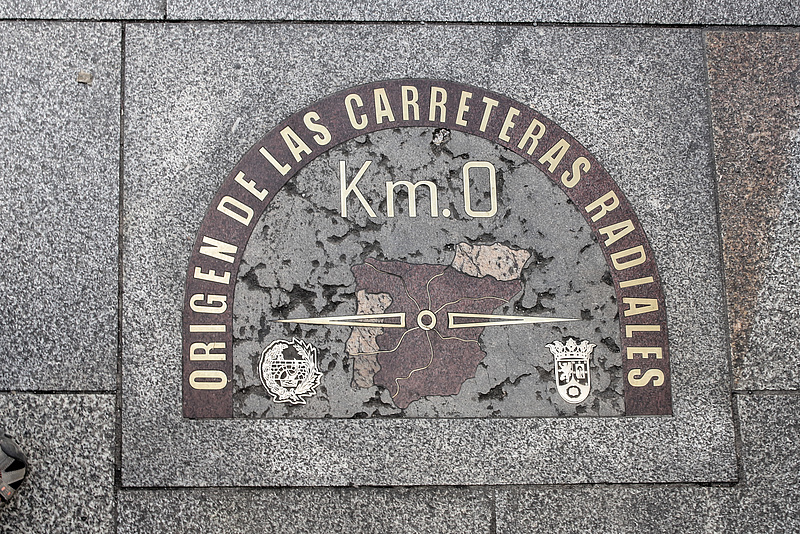 ORIGEN DE LAS CARRETERAS RADIALES
Km.0